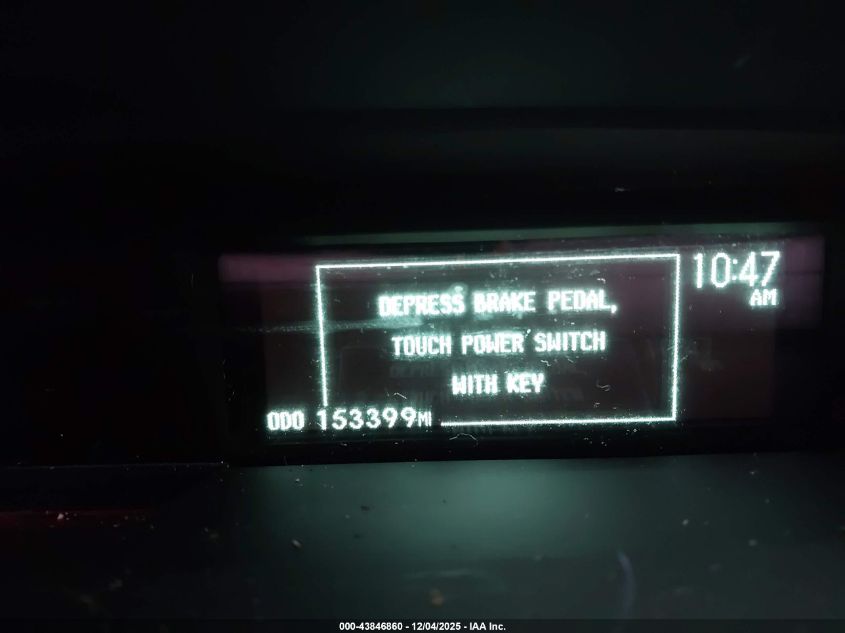 10:47
AM
DEPRESS BRAKE PEDAL,
TOUCH POWER SWITCH
WITH KEY
ODO 153399MI
000-43846860 - 12/04/2025 - IAA Inc.